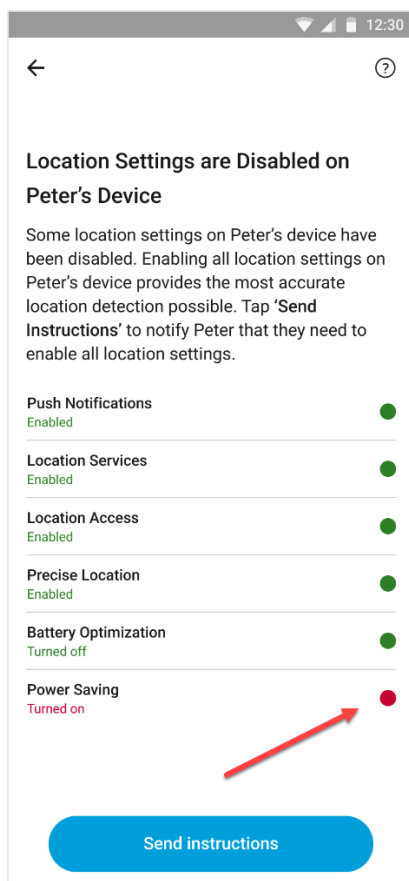 12:30
?
Location Settings are Disabled on
Peter’s Device
Some location settings on Peter’s device have
been disabled. Enabling all location settings on
Peter’s device provides the most accurate
location detection possible. Tap ‘Send
Instructions’ to notify Peter that they need to
enable all location settings.
Push Notifications
Enabled
Location Services
Enabled
Location Access
Enabled
Precise Location
Enabled
Battery Optimization
Turned off
Power Saving
Turned on
Send instructions